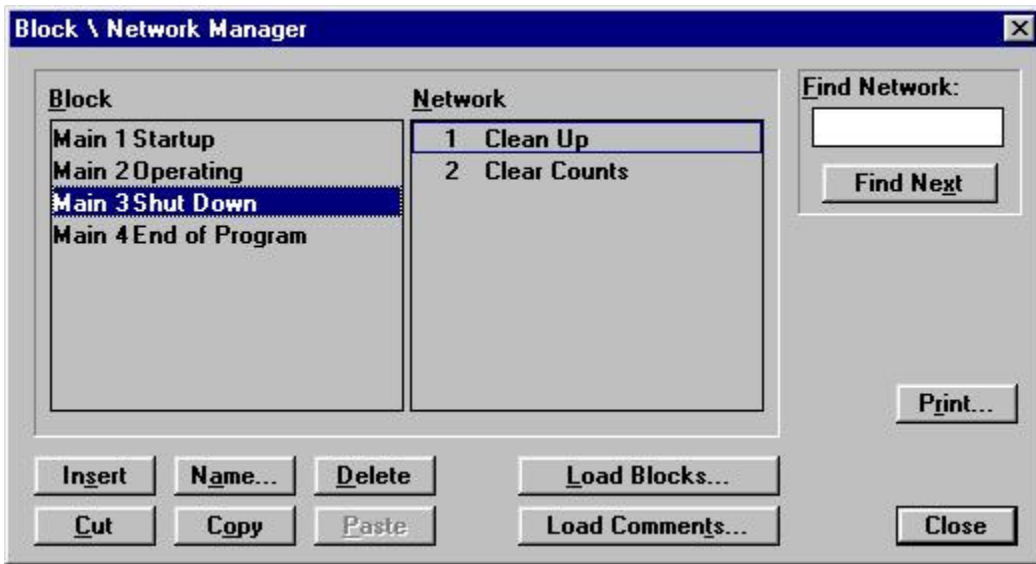 Block \ Network Manager
Block
Main 1 Startup
Main 2 Operating
Main 3 Shut Down
Main 4 End of Program
Network
1 Clean Up
2 Clear Counts
Find Network:
Find Next
Print...
Insert
Name...
Delete
Load Blocks...
Cut
Copy
Paste
Load Comments...
Close